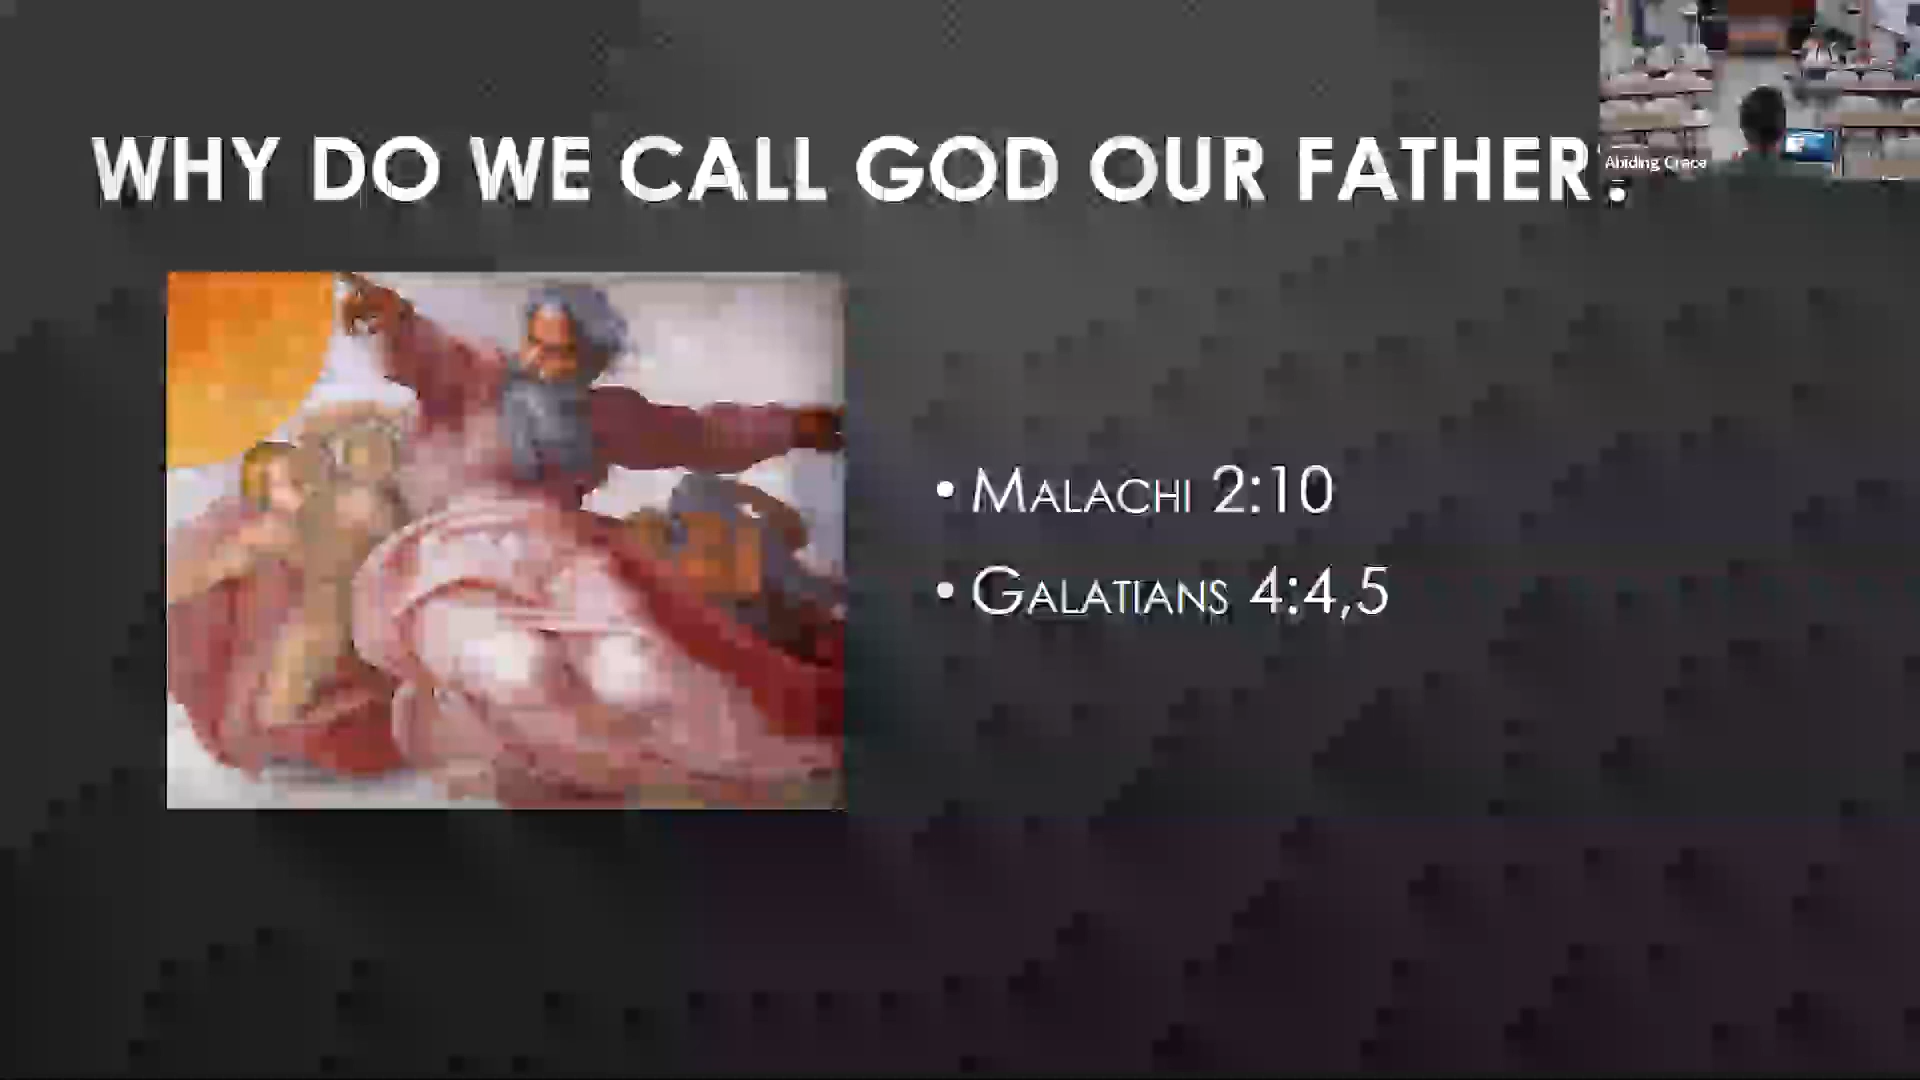 WHY DO WE CALL GOD OUR FATHER?
Abiding Grace
• MALACHI 2:10
• GALATIANS 4:4,5